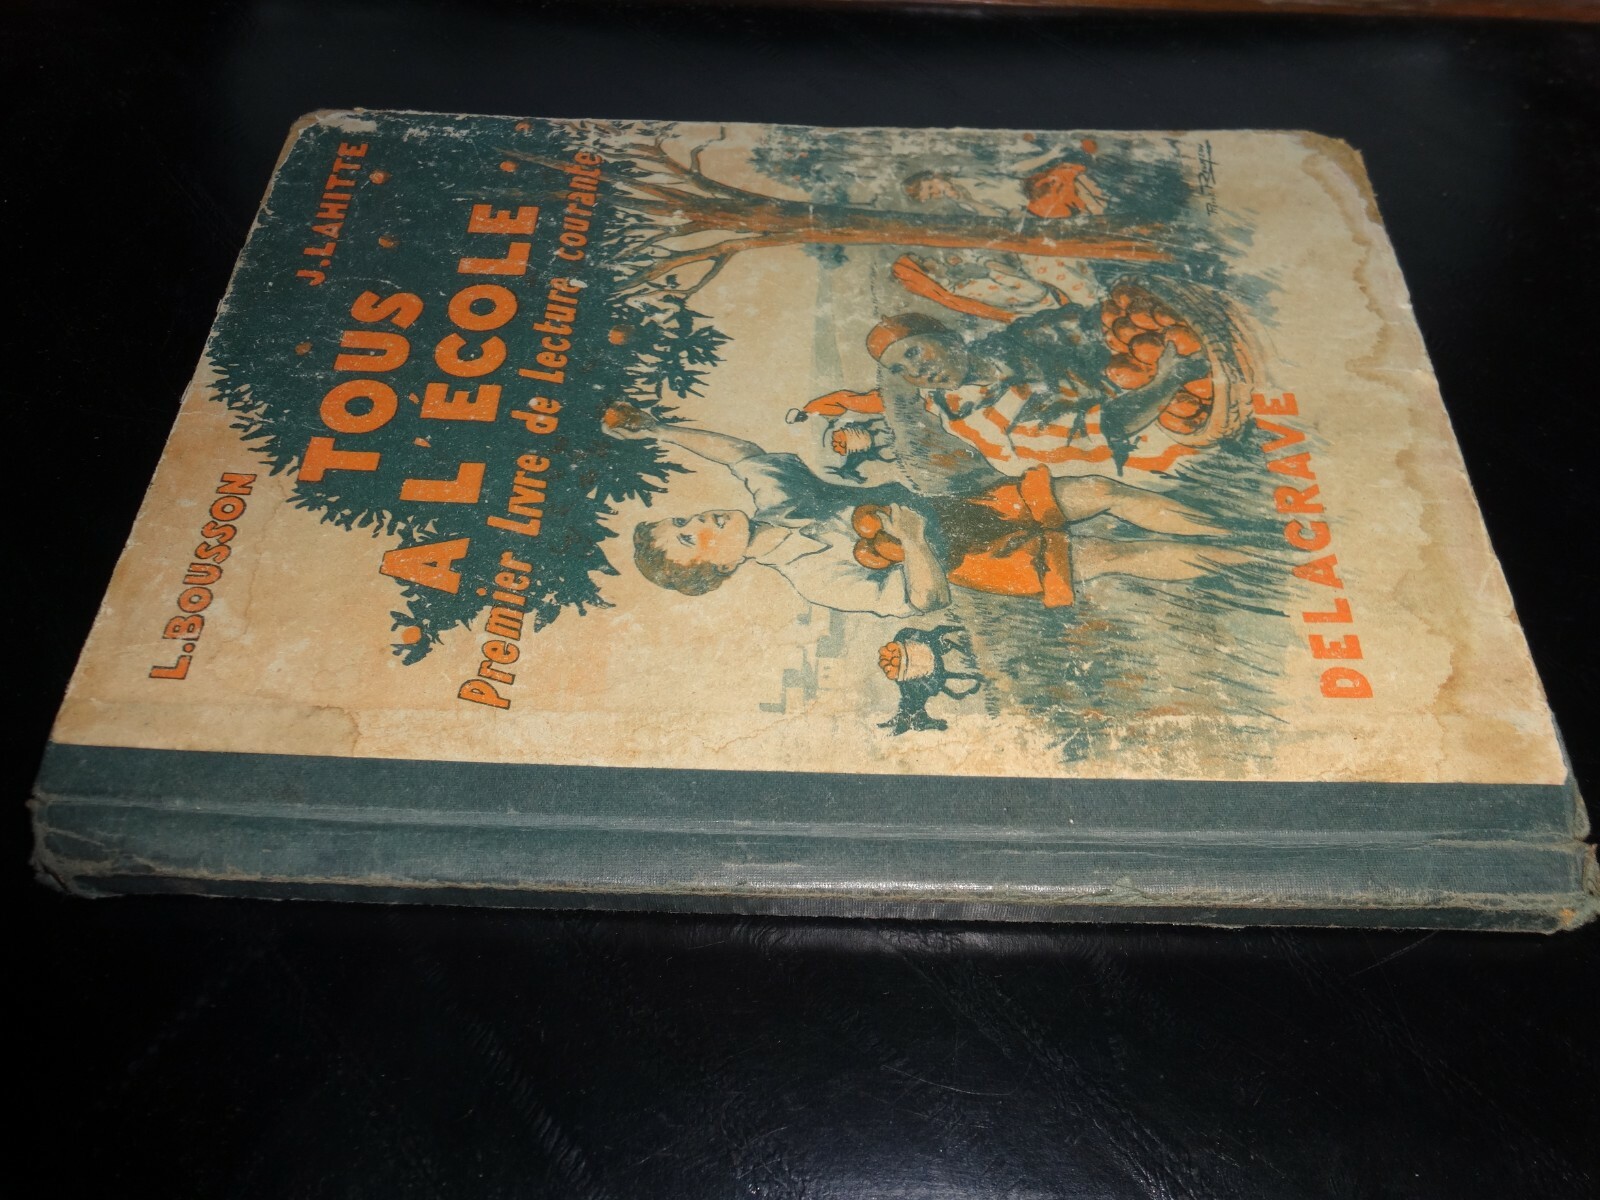 L. BOUSSON
J. LAHITTE
TOUS
A L'ÉCOLE
Premier Livre de Lecture courante
DELAGRAVE